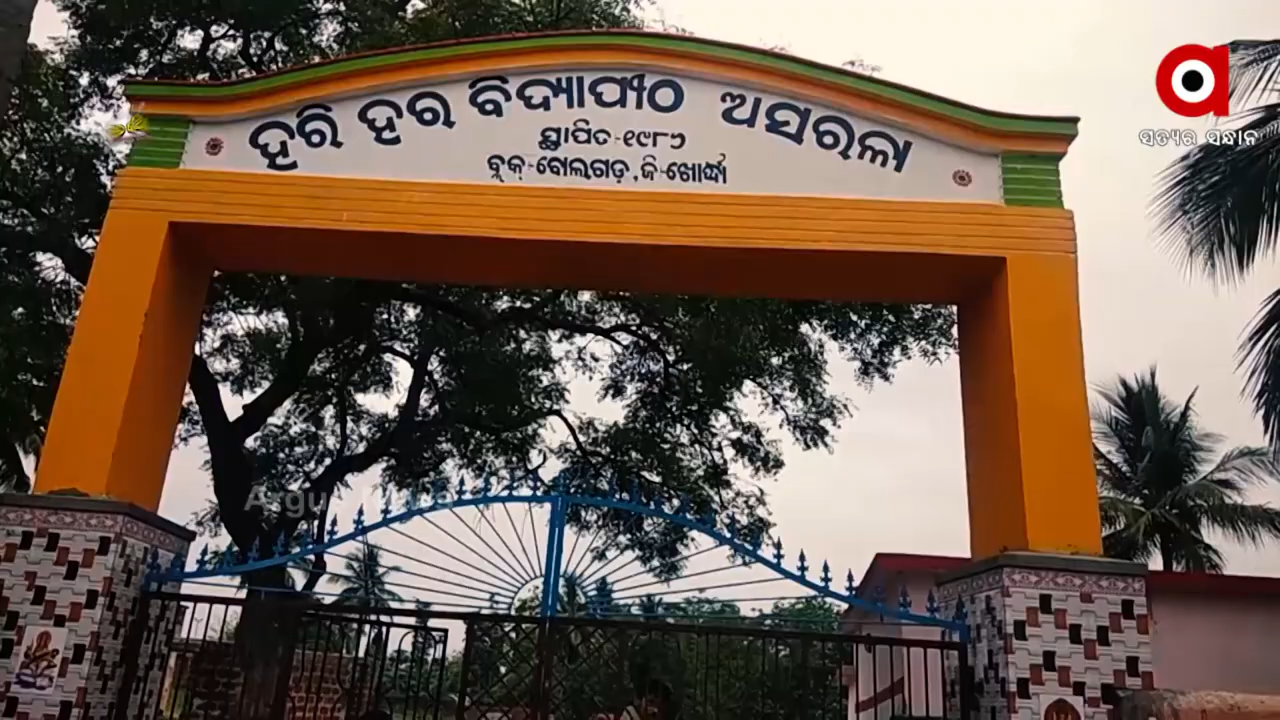 ହରି ହର ବିଦ୍ୟାପୀଠ ଅସରଳା
ସ୍ଥାପିତ-୧୯୮୬
ବ୍ଲକ୍-ବୋଲଗଡ଼,ଜି-ଖୋର୍ଦ୍ଧା
ସତ୍ୟର ସନ୍ଧାନ